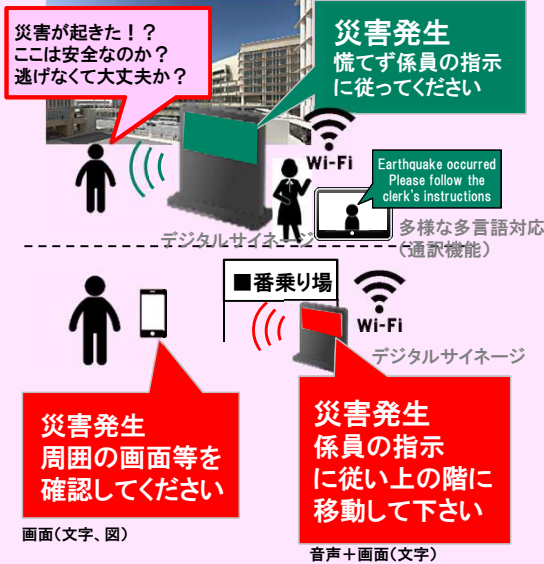 災害が起きた！？
ここは安全なのか？
逃げなくて大丈夫か？
災害発生
慌てず係員の指示
に従ってください
Wi-Fi
Earthquake occurred
Please follow the
clerk's instructions
デジタルサイネージ
多様な多言語対応
（通訳機能）
■番乗り場
Wi-Fi
デジタルサイネージ
災害発生
周囲の画面等を
確認してください
画面（文字、図）
災害発生
係員の指示
に従い上の階に
移動して下さい
音声＋画面（文字）